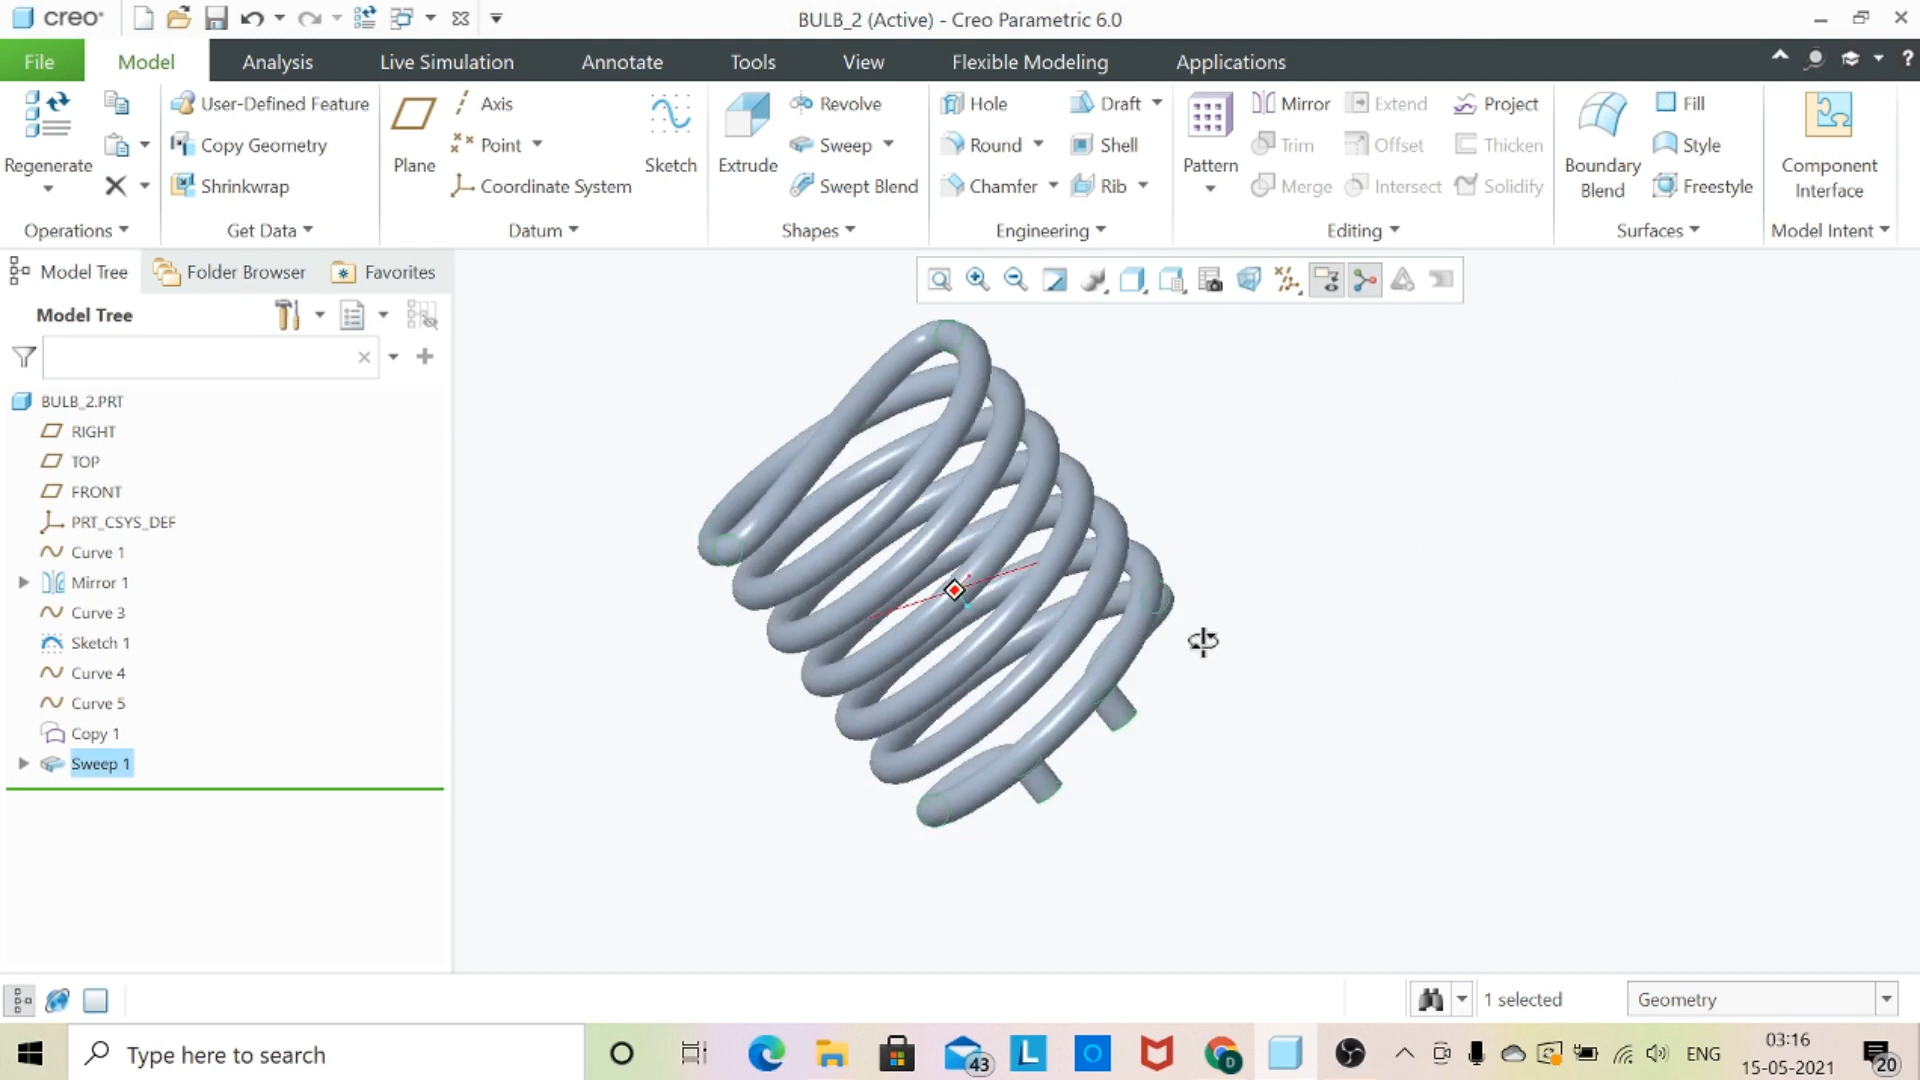 creo®
BULB_2 (Active) - Creo Parametric 6.0
File Model Analysis Live Simulation Annotate Tools View Flexible Modeling Applications
Regenerate
User-Defined Feature
Copy Geometry
Shrinkwrap
Plane
Axis
Point
Coordinate System
Sketch
Extrude
Revolve
Sweep
Swept Blend
Hole
Round
Chamfer
Draft
Shell
Rib
Pattern
Mirror
Trim
Merge
Extend
Offset
Intersect
Project
Thicken
Solidify
Boundary
Blend
Fill
Style
Freestyle
Component
Interface
Operations Get Data Datum Shapes Engineering Editing Surfaces Model Intent
Model Tree Folder Browser Favorites
Model Tree
BULB_2.PRT
RIGHT
TOP
FRONT
PRT_CSYS_DEF
Curve 1
Mirror 1
Curve 3
Sketch 1
Curve 4
Curve 5
Copy 1
Sweep 1
1 selected Geometry
Type here to search
43
L
D
ENG
03:16
15-05-2021
20